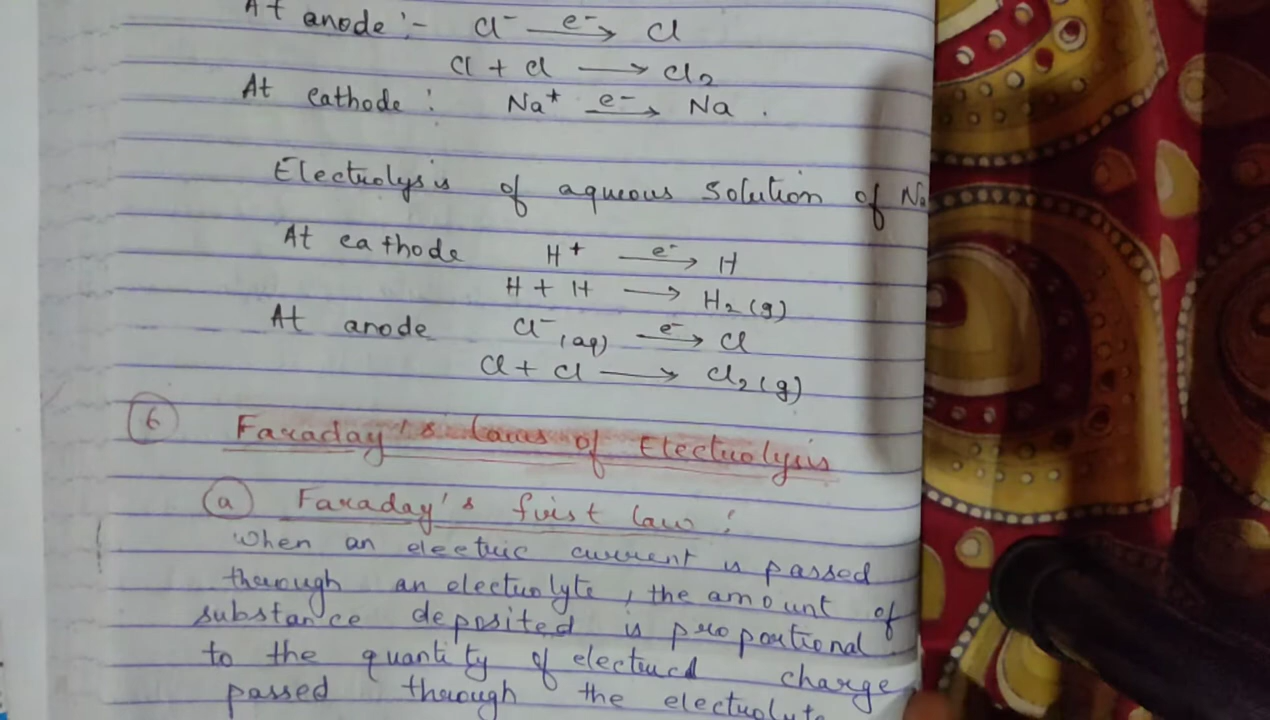 At anode :- Cl⁻ —e⁻→ Cl
Cl + Cl → Cl₂
At Cathode : Na⁺ —e⁻→ Na .
Electrolysis of aqueous Solution of Na
At cathode H⁺ —e⁻→ H
H + H → H₂ (g)
At anode Cl⁻(aq) —e⁻→ Cl
Cl + Cl → Cl₂ (g)
6 Faraday's laws of Electrolysis
a Faraday's first law :
When an electric current is passed
through an electrolyte, the amount of
substance deposited is proportional
to the quantity of electrical charge
passed through the electrolyte